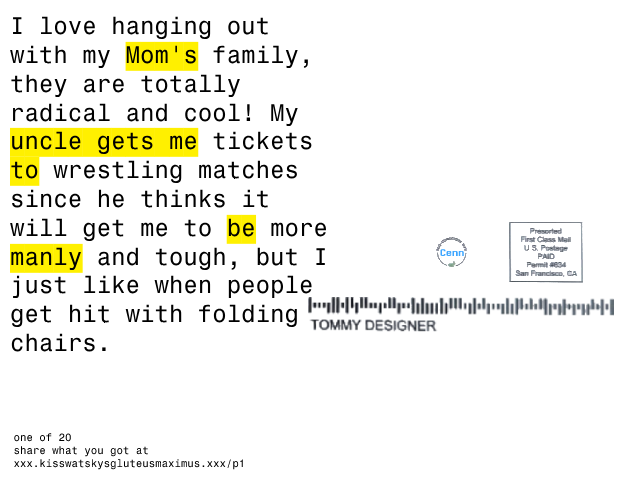 I love hanging out
with my Mom's family,
they are totally
radical and cool! My
uncle gets me tickets
to wrestling matches
since he thinks it
will get me to be more
manly and tough, but I
just like when people
get hit with folding
chairs.
Cenn
Presorted
First Class Mail
U.S. Postage
PAID
Permit #634
San Francisco, CA
TOMMY DESIGNER
one of 20
share what you got at
xxx.kisswatskysgluteusmaximus.xxx/p1